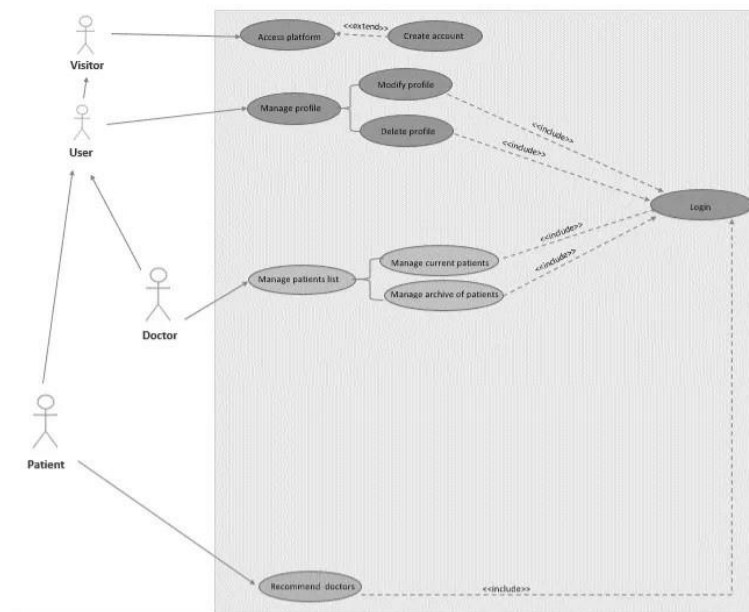 <<extend>>
Access platform
Create account
Visitor
Modify profile
Manage profile
User
Delete profile
<<include>>
<<include>>
Login
<<include>>
Manage current patients
<<include>>
Manage patients list
Manage archive of patients
Doctor
Patient
Recommend doctors
<<include>>